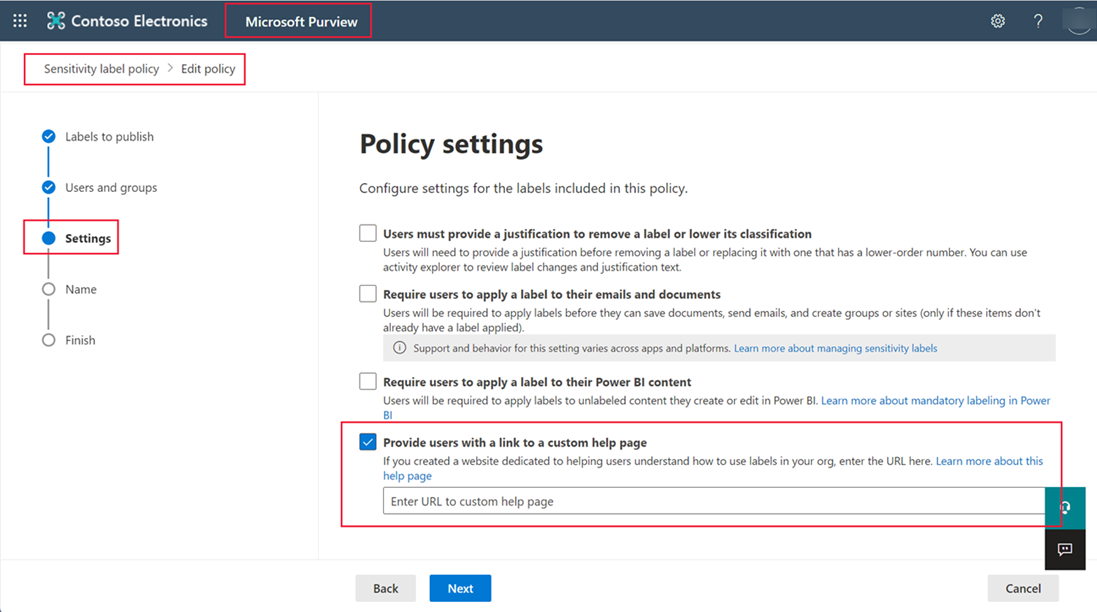 Contoso Electronics
Microsoft Purview
?
Sensitivity label policy > Edit policy
Labels to publish
Users and groups
Settings
Name
Finish
Policy settings
Configure settings for the labels included in this policy.
Users must provide a justification to remove a label or lower its classification
Users will need to provide a justification before removing a label or replacing it with one that has a lower-order number. You can use
activity explorer to review label changes and justification text.
Require users to apply a label to their emails and documents
Users will be required to apply labels before they can save documents, send emails, and create groups or sites (only if these items don't
already have a label applied).
Support and behavior for this setting varies across apps and platforms. Learn more about managing sensitivity labels
Require users to apply a label to their Power BI content
Users will be required to apply labels to unlabeled content they create or edit in Power BI. Learn more about mandatory labeling in Power
BI
Provide users with a link to a custom help page
If you created a website dedicated to helping users understand how to use labels in your org, enter the URL here. Learn more about this
help page
Enter URL to custom help page
Back
Next
Cancel